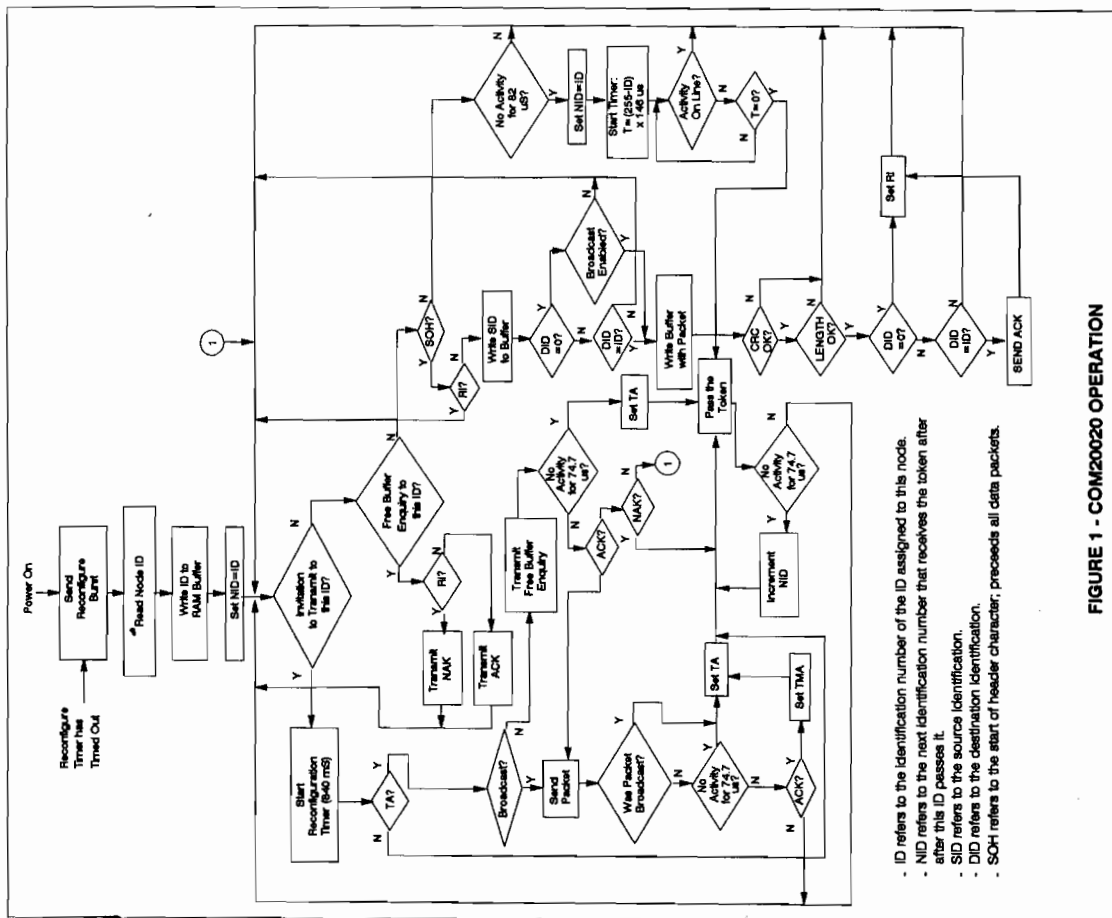 Power On
Reconfigure
Timer has
Timed Out
Send
Reconfigure
Burst
Read Node ID
Write ID to
RAM Buffer
Set NID=ID
1
Invitation
to Transmit to
this ID?
Y
N
Start
Reconfiguration
Timer (840 mS)
TA?
Y
N
Broadcast?
N
Y
Free Buffer
Enquiry to
this ID?
Y
N
RI?
Y
N
Transmit
NAK
Transmit
ACK
Transmit
Free Buffer
Enquiry
No
Activity
for 74.7
us?
Y
N
Set TA
ACK?
Y
N
NAK?
Y
N
1
Send
Packet
Was Packet
Broadcast?
Y
N
No
Activity
for 74.7
us?
Y
N
ACK?
Y
N
Set TMA
Set TA
Pass the
Token
No
Activity
for 74.7
us?
Y
N
Increment
NID
SOH?
Y
N
RI?
Y
N
Write SID
to Buffer
DID
=0?
Y
N
Broadcast
Enabled?
N
Y
DID
=ID?
N
Y
Write Buffer
with Packet
CRC
OK?
N
Y
LENGTH
OK?
N
Y
DID
=0?
Y
N
Set RI
DID
=ID?
N
Y
SEND ACK
No Activity
for 82
uS?
N
Y
Set NID=ID
Start Timer:
T=(255-ID)
x 146 us
Activity
On Line?
Y
N
T=0?
N
Y
- ID refers to the identification number of the ID assigned to this node.
- NID refers to the next identification number that receives the token after
after this ID passes it.
- SID refers to the source identification.
- DID refers to the destination identification.
- SOH refers to the start of header character; preceeds all data packets.
FIGURE 1 - COM20020 OPERATION